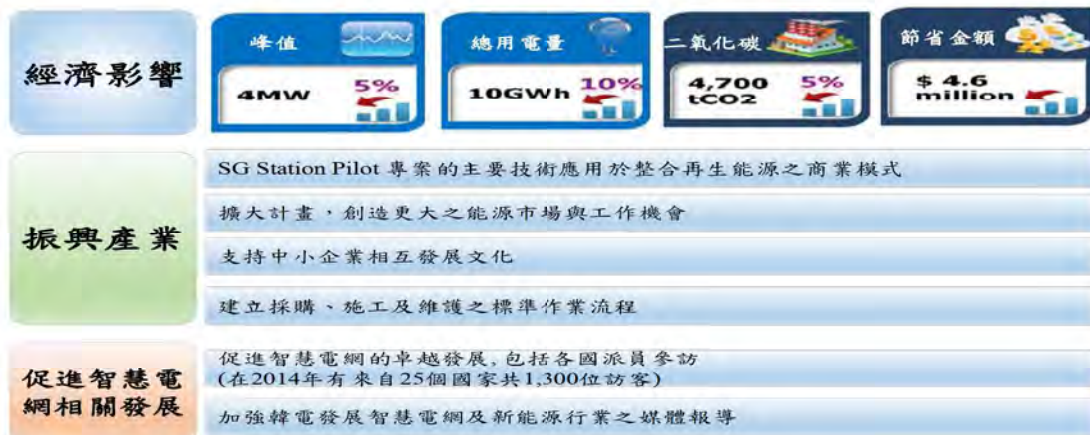 經濟影響
峰值
4MW
5%
總用電量
10GWh
10%
二氧化碳
4,700
tCO2
5%
節省金額
$ 4.6
million
振興產業
SG Station Pilot 專案的主要技術應用於整合再生能源之商業模式
擴大計畫，創造更大之能源市場與工作機會
支持中小企業相互發展文化
建立採購、施工及維護之標準作業流程
促進智慧電
網相關發展
促進智慧電網的卓越發展, 包括各國派員參訪
(在2014年有來自25個國家共1,300位訪客)
加強韓電發展智慧電網及新能源行業之媒體報導